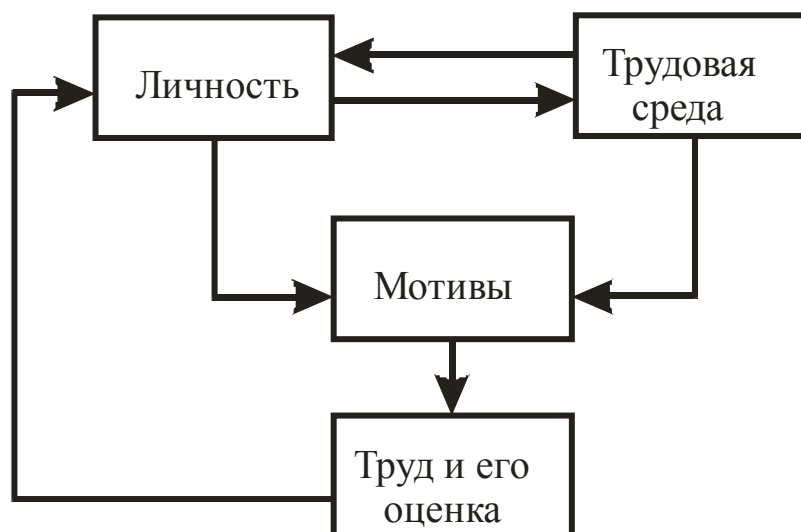 Личность
Трудовая
среда
Мотивы
Труд и его
оценка